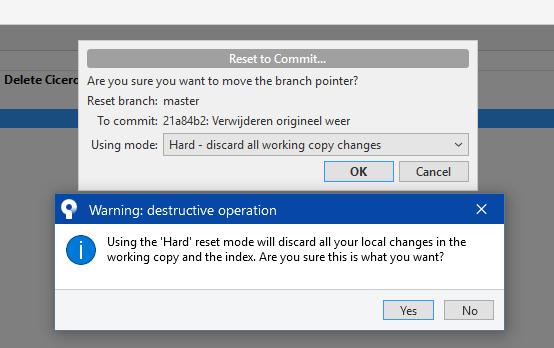 Reset to Commit...
Delete Cicero
Are you sure you want to move the branch pointer?
Reset branch: master
To commit: 21a84b2: Verwijderen origineel weer
Using mode: Hard - discard all working copy changes
OK Cancel
Warning: destructive operation
Using the 'Hard' reset mode will discard all your local changes in the
working copy and the index. Are you sure this is what you want?
Yes No